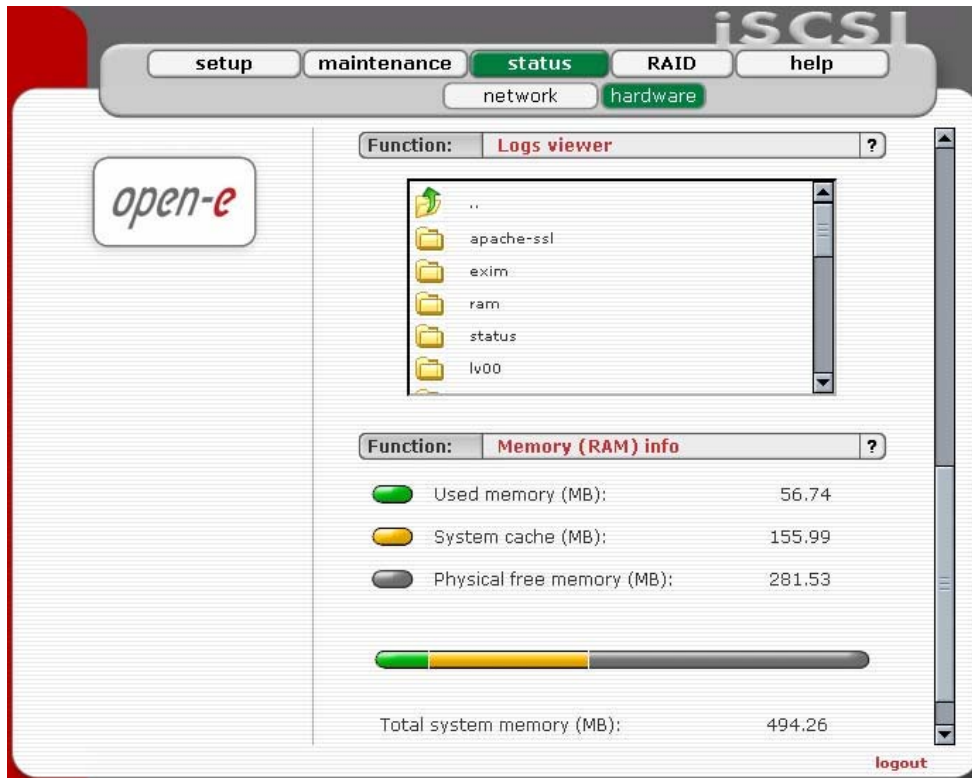 iSCSI
setup maintenance status RAID help
network hardware
open-e
Function: Logs viewer ?
..
apache-ssl
exim
ram
status
lv00
Function: Memory (RAM) info ?
Used memory (MB): 56.74
System cache (MB): 155.99
Physical free memory (MB): 281.53
Total system memory (MB): 494.26
logout